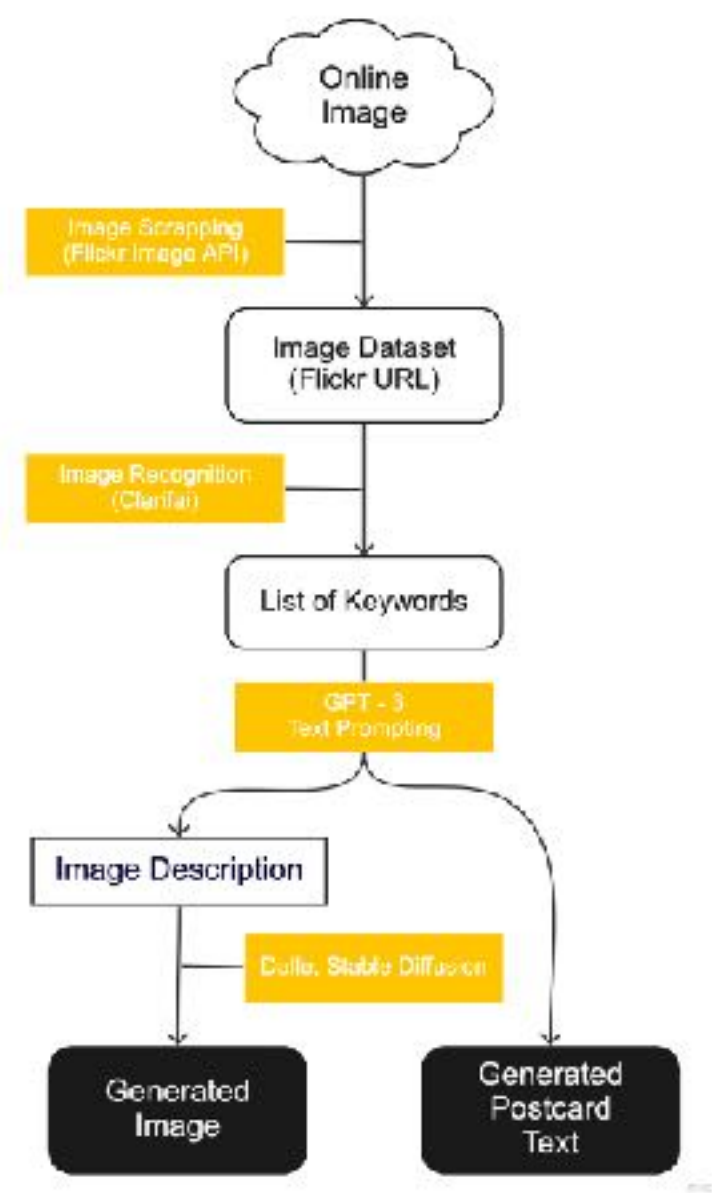 Online
Image
Image Scrapping
(Flickr Image API)
Image Dataset
(Flickr URL)
Image Recognition
(Clarifai)
List of Keywords
GPT - 3
Text Prompting
Image Description
Dalle, Stable Diffusion
Generated
Image
Generated
Postcard
Text